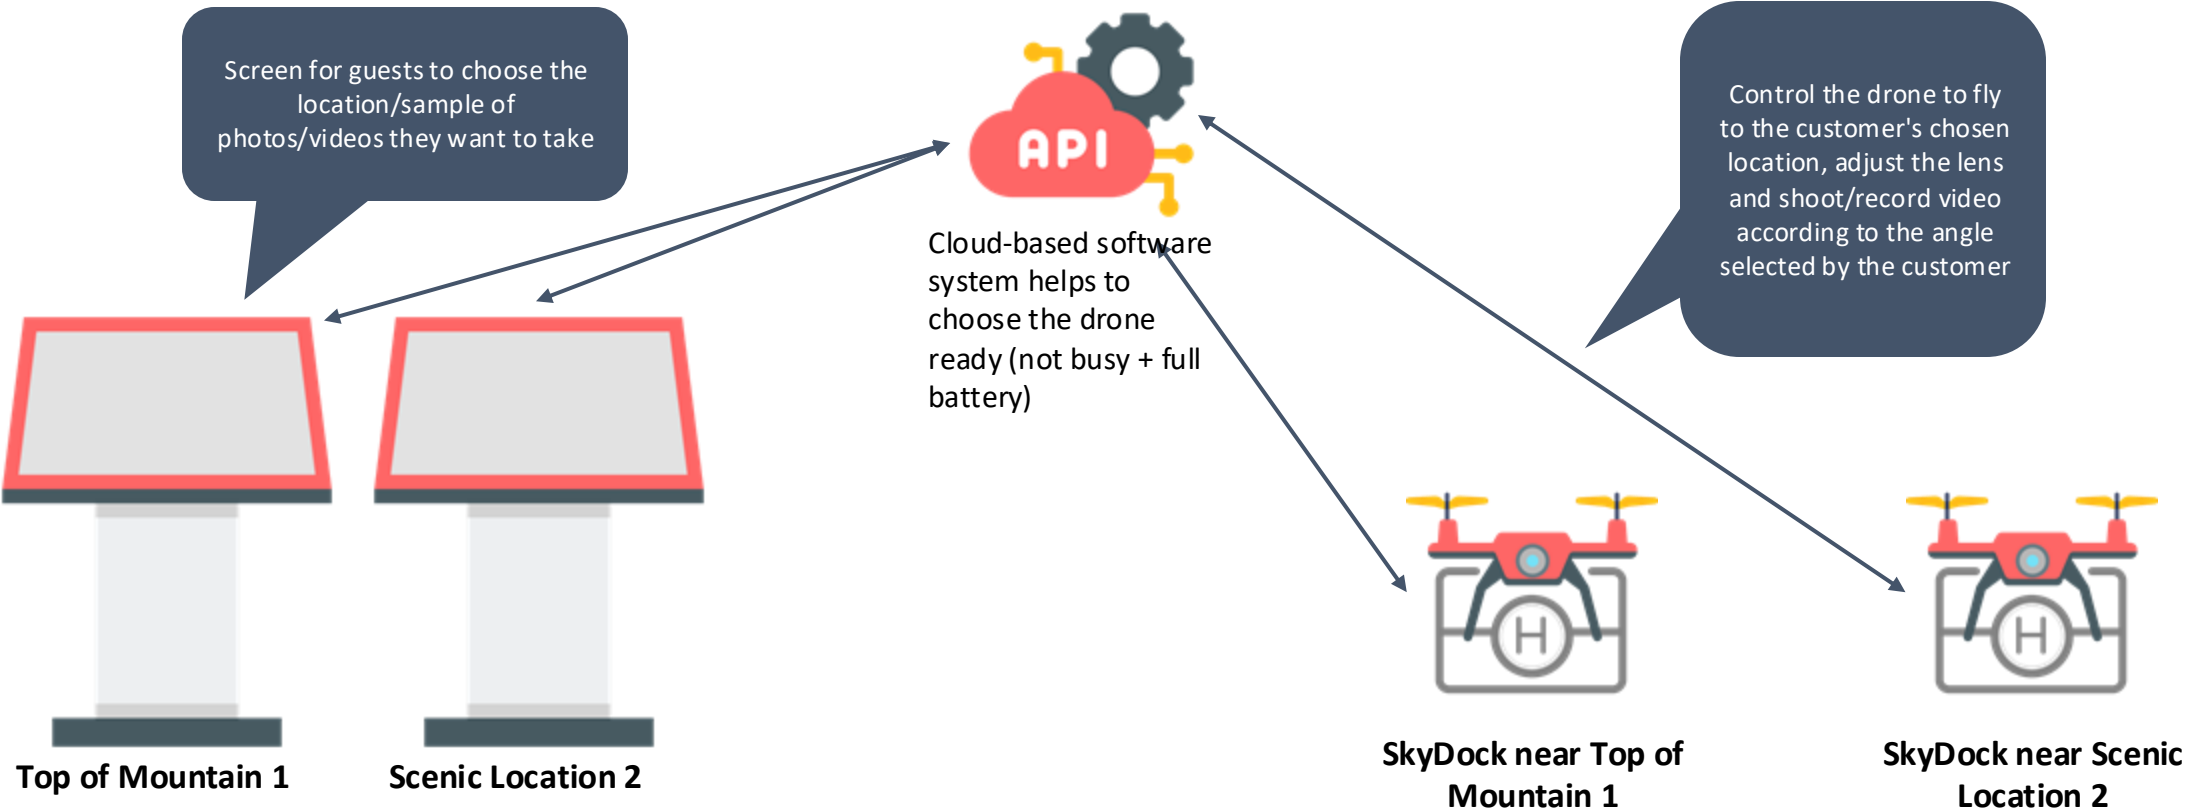 Screen for guests to choose the
location/sample of
photos/videos they want to take
API
Cloud-based software
system helps to
choose the drone
ready (not busy + full
battery)
Control the drone to fly
to the customer's chosen
location, adjust the lens
and shoot/record video
according to the angle
selected by the customer
Top of Mountain 1
Scenic Location 2
H
SkyDock near Top of
Mountain 1
H
SkyDock near Scenic
Location 2